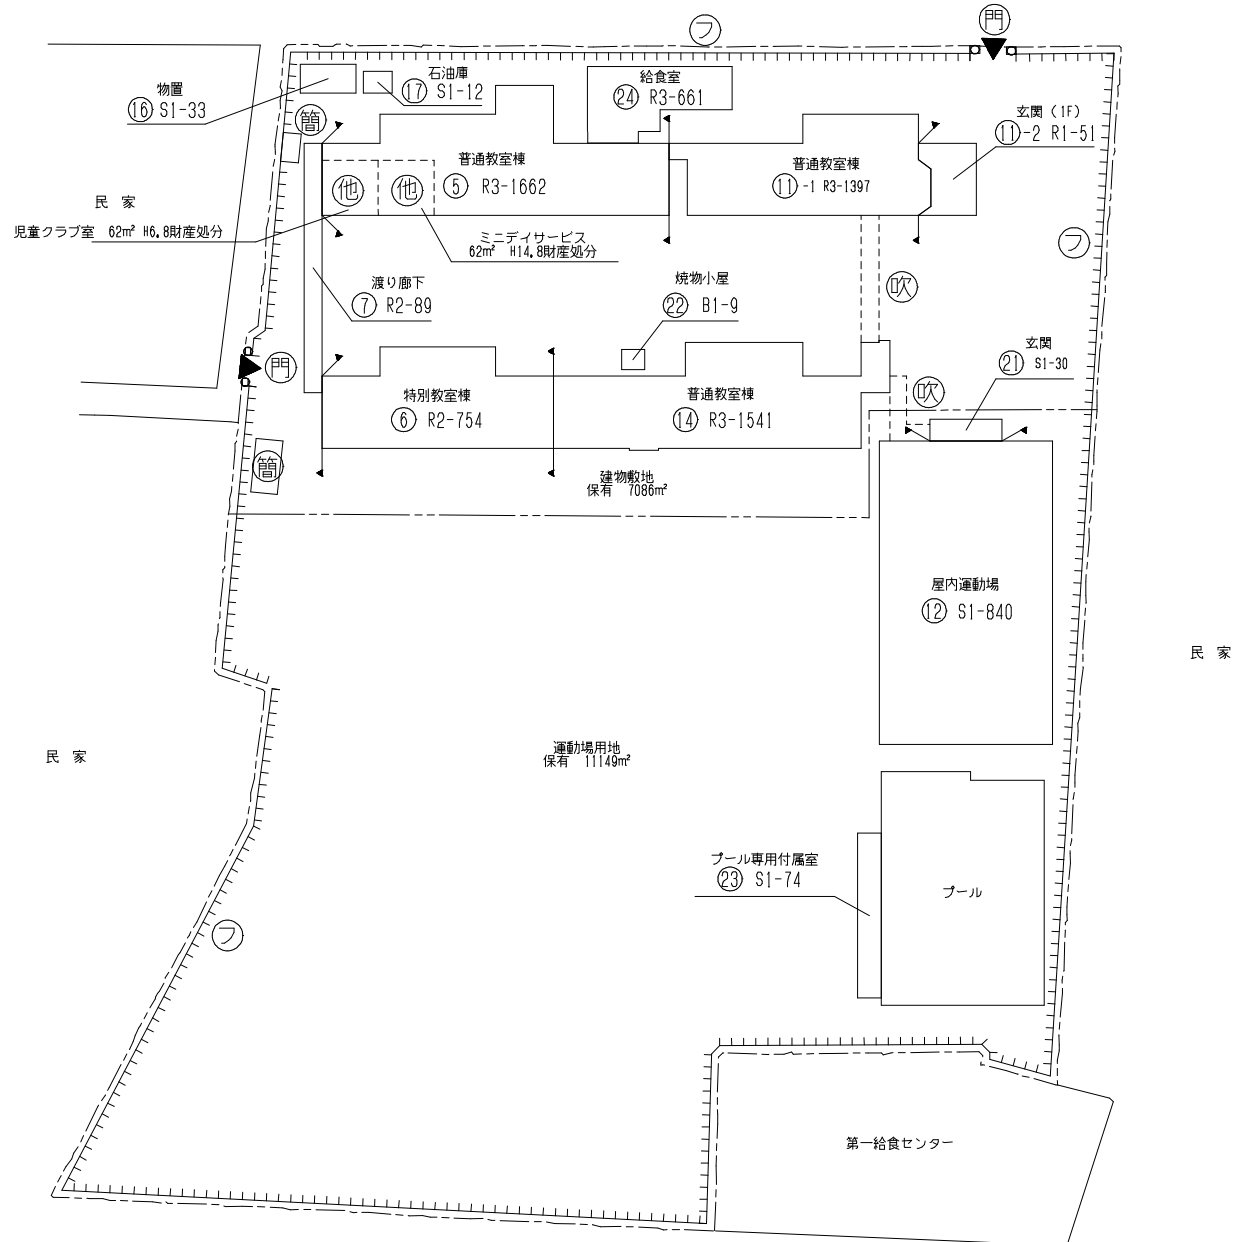 門
フ
物置
⑯ S1-33
石油庫
⑰ S1-12
給食室
㉔ R3-661
玄関（1F）
⑪-2 R1-51
簡
普通教室棟
⑤ R3-1662
普通教室棟
⑪-1 R3-1397
他
他
民 家
児童クラブ室 62m² H6.8財産処分
ミニデイサービス
62m² H14.8財産処分
フ
渡り廊下
⑦ R2-89
焼物小屋
㉒ B1-9
吹
門
玄関
㉑ S1-30
特別教室棟
⑥ R2-754
普通教室棟
⑭ R3-1541
吹
簡
建物敷地
保有 7086m²
屋内運動場
⑫ S1-840
民 家
民 家
運動場用地
保有 11149m²
プール専用付属室
㉓ S1-74
プール
フ
第一給食センター